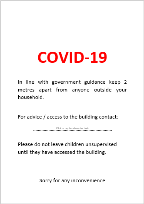 COVID-19
In line with government guidance keep 2
metres apart from anyone outside your
household.
For advice / access to the building contact:
Please do not leave children unsupervised
until they have accessed the building.
Sorry for any inconvenience